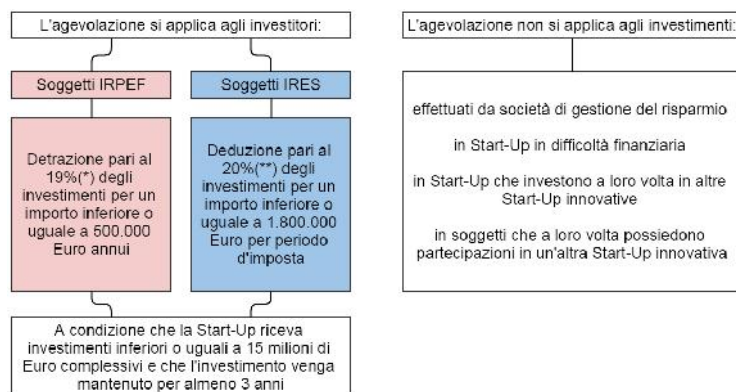 L'agevolazione si applica agli investitori:
Soggetti IRPEF
Detrazione pari al
19%(*) degli
investimenti per un
importo inferiore o
uguale a 500.000
Euro annui
Soggetti IRES
Deduzione pari al
20%(**) degli
investimenti per un
importo inferiore o
uguale a 1.800.000
Euro per periodo
d'imposta
A condizione che la Start-Up riceva
investimenti inferiori o uguali a 15 milioni di
Euro complessivi e che l'investimento venga
mantenuto per almeno 3 anni
L'agevolazione non si applica agli investimenti:
effettuati da società di gestione del risparmio
in Start-Up in difficoltà finanziaria
in Start-Up che investono a loro volta in altre
Start-Up innovative
in soggetti che a loro volta possiedono
partecipazioni in un'altra Start-Up innovativa